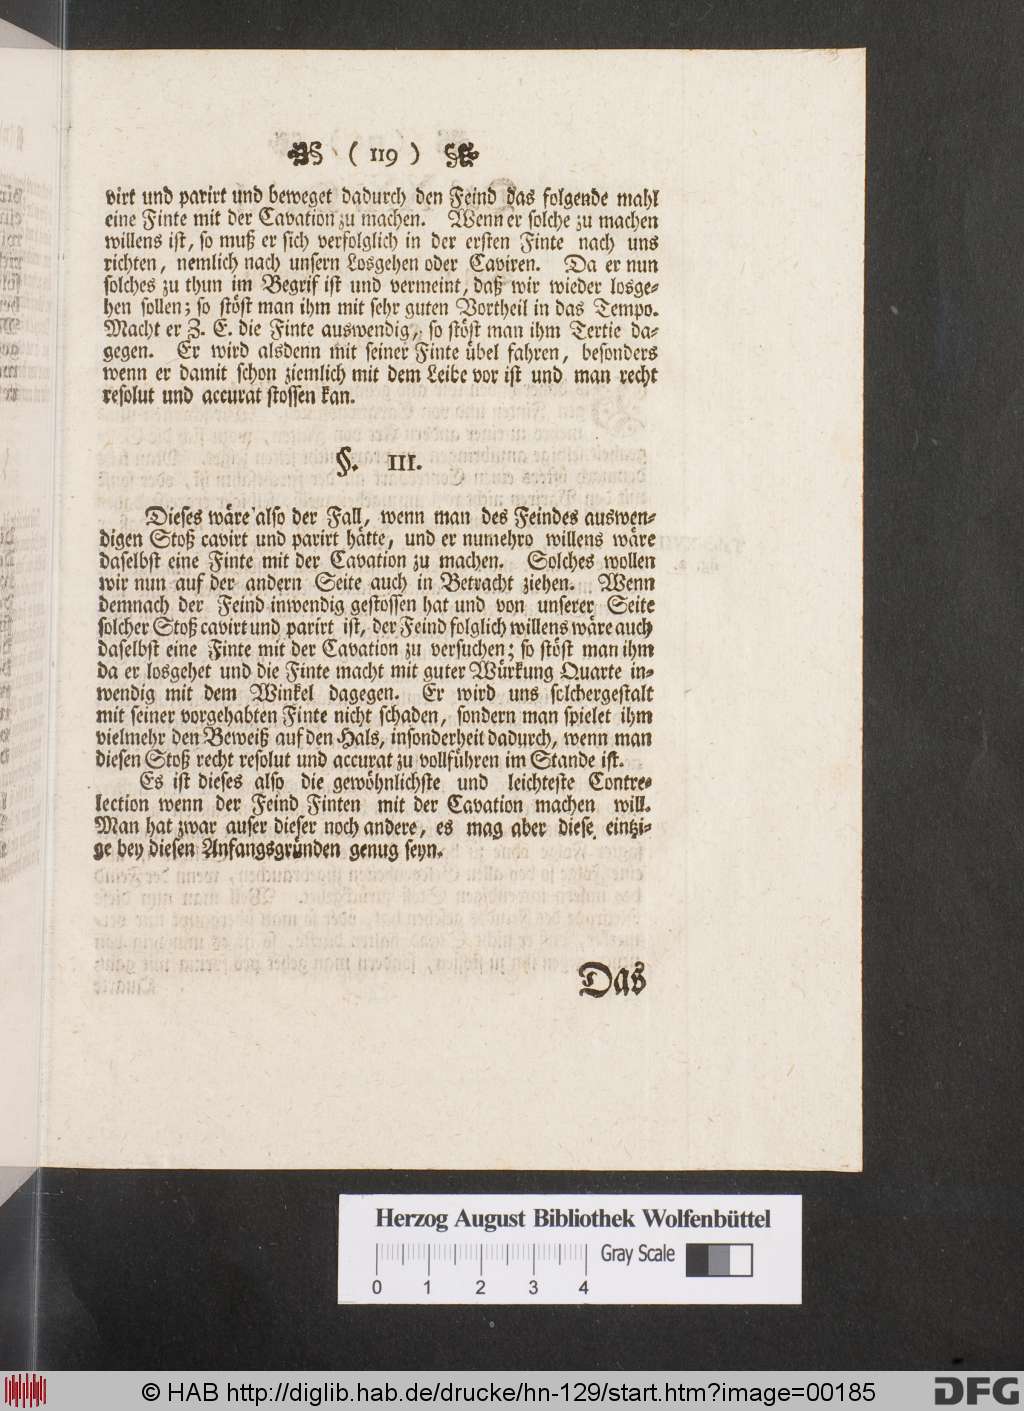 ( 119 )
virt und parirt und beweget dadurch den Feind das folgende mahl
eine Finte mit der Cavation zu machen. Wenn er solche zu machen
willens ist, so muß er sich verfolglich in der ersten Finte nach uns
richten, nemlich nach unsern Losgehen oder Caviren. Da er nun
solches zu thun im Begrif ist und vermeint, daß wir wieder losge-
hen sollen; so stöst man ihm mit sehr guten Vortheil in das Tempo.
Macht er Z. E. die Finte auswendig, so stöst man ihm Tertie da-
gegen. Er wird alsdenn mit seiner Finte übel fahren, besonders
wenn er damit schon ziemlich mit dem Leibe vor ist und man recht
resolut und accurat stossen kan.
§. III.
Dieses wäre also der Fall, wenn man des Feindes auswen-
digen Stoß cavirt und parirt hätte, und er numehro willens wäre
daselbst eine Finte mit der Cavation zu machen. Solches wollen
wir nun auf der andern Seite auch in Betracht ziehen. Wenn
demnach der Feind inwendig gestossen hat und von unserer Seite
solcher Stoß cavirt und parirt ist, der Feind folglich willens wäre auch
daselbst eine Finte mit der Cavation zu versuchen; so stöst man ihm
da er losgehet und die Finte macht mit guter Würkung Quarte in-
wendig mit dem Winkel dagegen. Er wird uns solchergestalt
mit seiner vorgehabten Finte nicht schaden, sondern man spielet ihm
vielmehr den Beweiß auf den Hals, insonderheit dadurch, wenn man
diesen Stoß recht resolut und accurat zu vollführen im Stande ist.
Es ist dieses also die gewöhnlichste und leichteste Contre-
lection wenn der Feind Finten mit der Cavation machen will.
Man hat zwar auser dieser noch andere, es mag aber diese eintzi-
ge bey diesen Anfangsgründen genug seyn.
Das
Herzog August Bibliothek Wolfenbüttel
Gray Scale
0 1 2 3 4
© HAB http://diglib.hab.de/drucke/hn-129/start.htm?image=00185
DFG